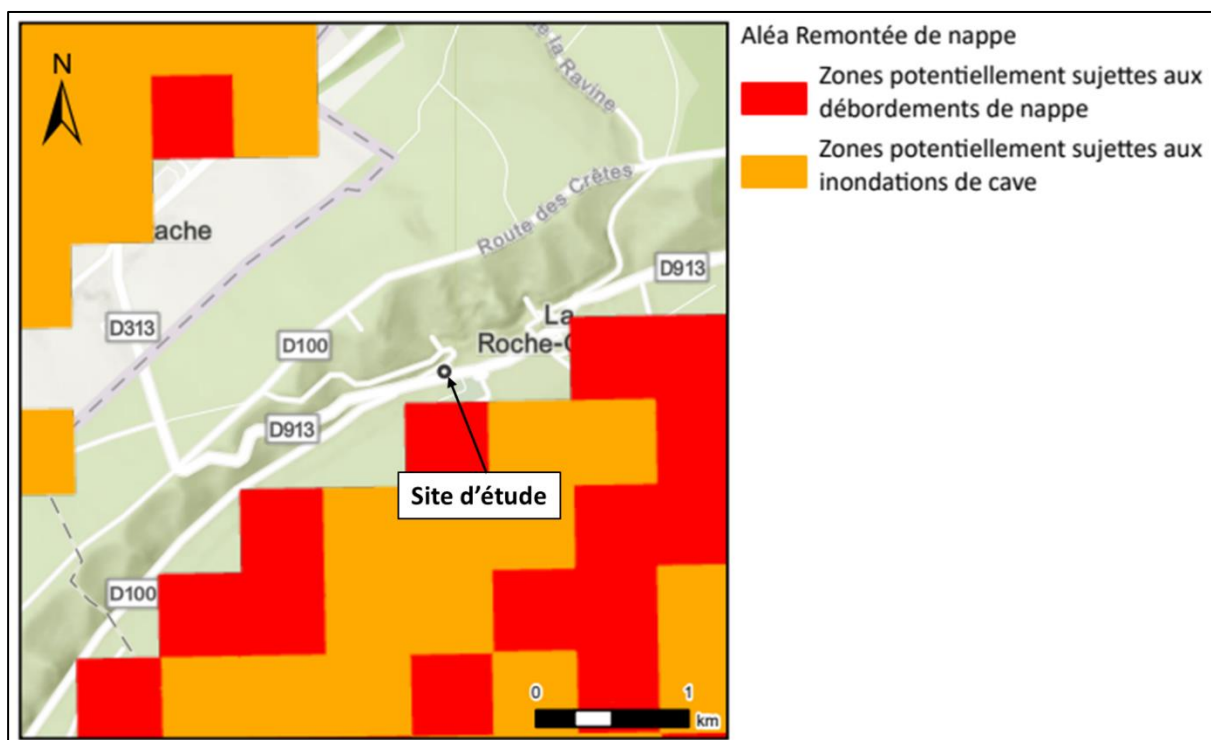 Aléa Remontée de nappe
Zones potentiellement sujettes aux
débordements de nappe
Zones potentiellement sujettes aux
inondations de cave
N
la Ravine
Route des Crêtes
ache
D913
D313
La
D100
Roche-G
D913
Site d'étude
D100
0 1
km